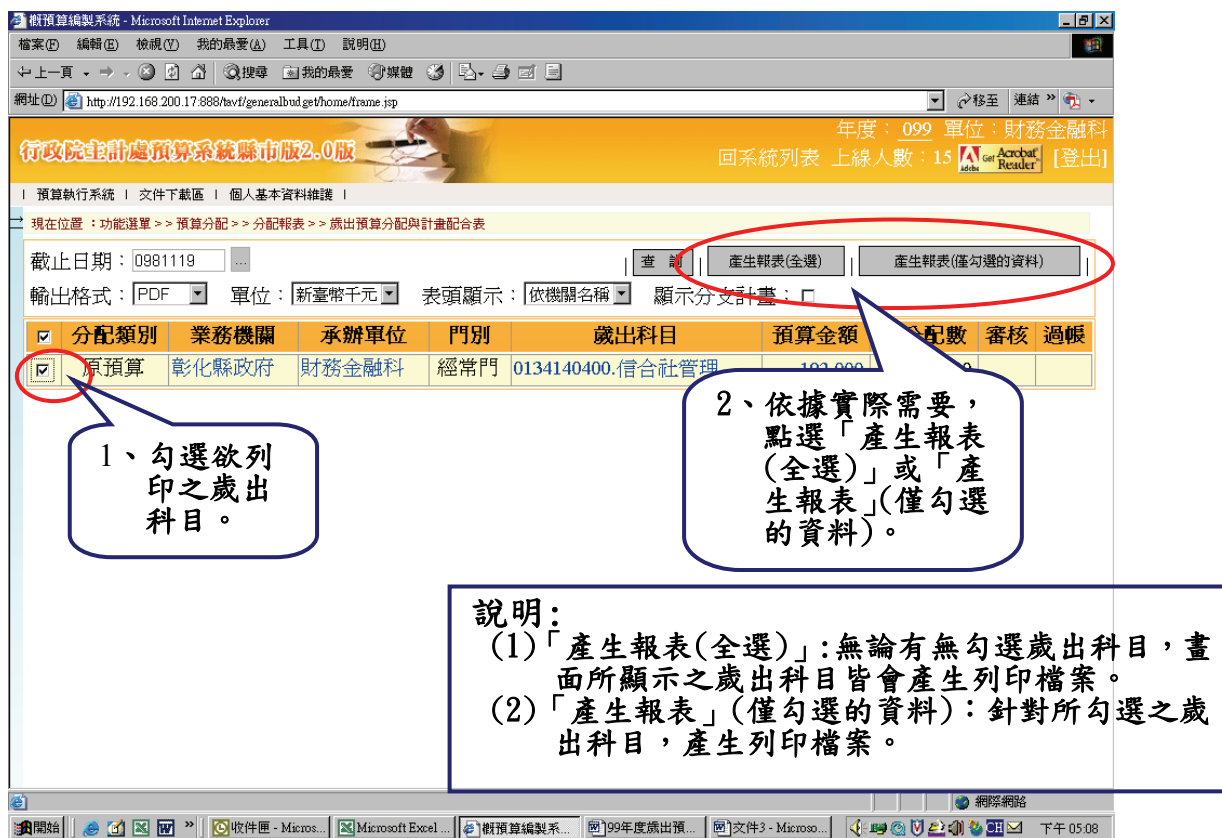 概預算編製系統 - Microsoft Internet Explorer
檔案(F) 編輯(E) 檢視(V) 我的最愛(A) 工具(T) 說明(H)
上一頁 搜尋 我的最愛 媒體
網址(D) http://192.168.200.17:888/tavf/generalbudget/home/frame.jsp 移至 連結 »
年度：099 單位：財務金融科
行政院主計處預算系統縣市版2.0版
回系統列表 上線人數：15 Get Acrobat Reader Adobe [登出]
| 預算執行系統 | 文件下載區 | 個人基本資料維護 |
現在位置：功能選單>>預算分配>>分配報表>>歲出預算分配與計畫配合表
截止日期：0981119 ... | 查 詢 | 產生報表(全選) | 產生報表(僅勾選的資料) |
輸出格式：PDF 單位：新臺幣千元 表頭顯示：依機關名稱 顯示分支計畫：
分配類別 業務機關 承辦單位 門別 歲出科目 預算金額 分配數 審核 過帳
原預算 彰化縣政府 財務金融科 經常門 0134140400.信合社管理
1、勾選欲列
印之歲出
科目。
2、依據實際需要，
點選「產生報表
(全選)」或「產
生報表」(僅勾選
的資料)。
說明:
(1)「產生報表(全選)」:無論有無勾選歲出科目，畫
面所顯示之歲出科目皆會產生列印檔案。
(2)「產生報表」(僅勾選的資料)：針對所勾選之歲
出科目，產生列印檔案。
網際網路
開始 » 收件匣 - Micros... Microsoft Excel ... 概預算編製系... 99年度歲出預... 文件3 - Microso... CH 下午 05:08